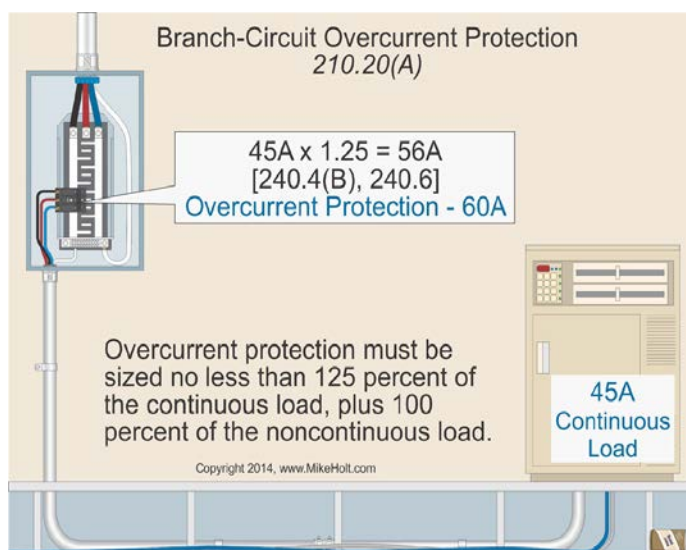 Branch-Circuit Overcurrent Protection
210.20(A)
45A x 1.25 = 56A
[240.4(B), 240.6]
Overcurrent Protection - 60A
Overcurrent protection must be
sized no less than 125 percent of
the continuous load, plus 100
percent of the noncontinuous load.
45A
Continuous
Load
Copyright 2014, www.MikeHolt.com